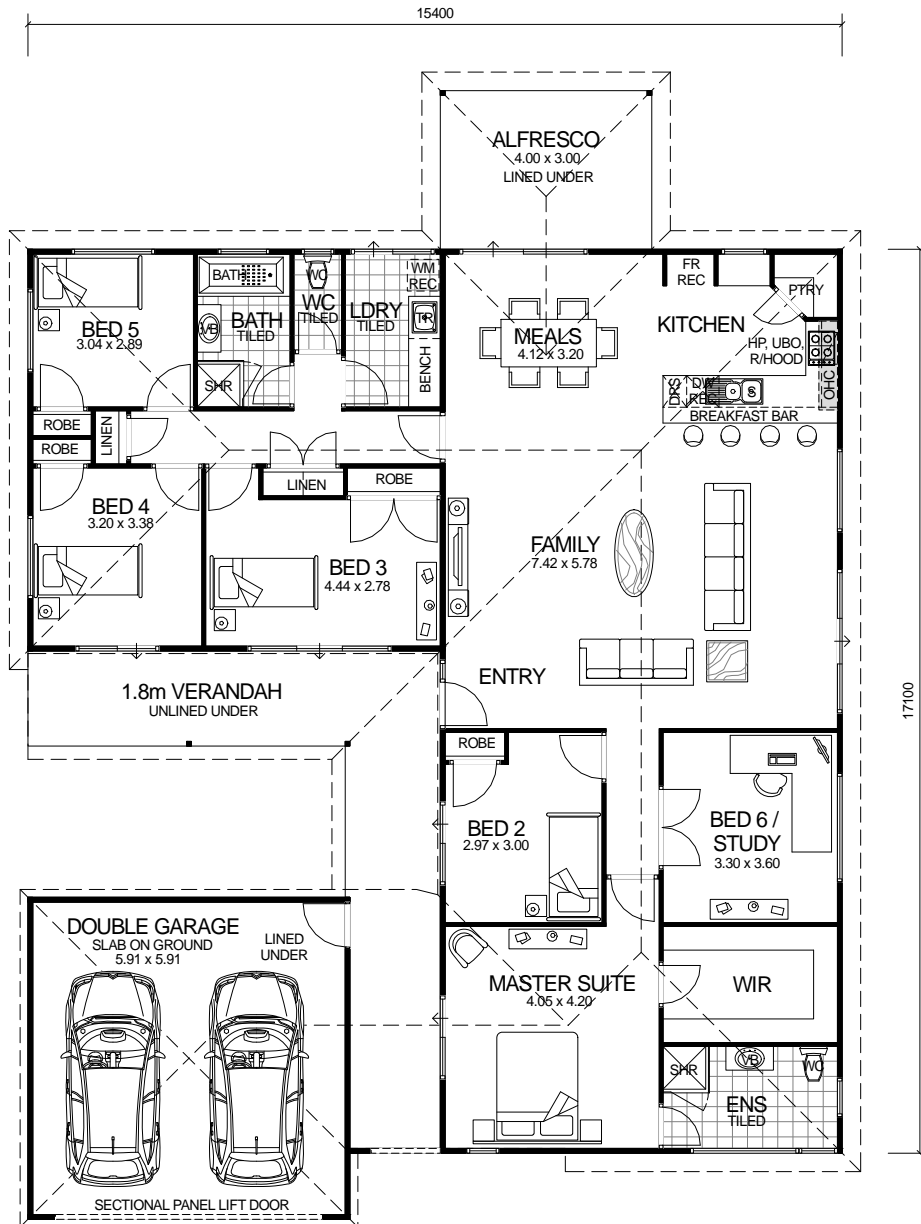 15400
ALFRESCO
4.00 x 3.00
LINED UNDER
BED 5
3.04 x 2.89
BATH
VB
BATH
TILED
SHR
WC
WC
TILED
LDRY
TILED
WM
REC
TR
BENCH
MEALS
4.12 x 3.20
FR
REC
PTRY
KITCHEN
HP, UBO,
R/HOOD
OHC
DRS
DW
REC
S
BREAKFAST BAR
ROBE
ROBE
LINEN
LINEN
ROBE
BED 4
3.20 x 3.38
BED 3
4.44 x 2.78
FAMILY
7.42 x 5.78
ENTRY
1.8m VERANDAH
UNLINED UNDER
17100
ROBE
BED 2
2.97 x 3.00
BED 6 /
STUDY
3.30 x 3.60
DOUBLE GARAGE
SLAB ON GROUND
5.91 x 5.91
LINED
UNDER
MASTER SUITE
4.05 x 4.20
WIR
SHR
VB
WC
ENS
TILED
SECTIONAL PANEL LIFT DOOR